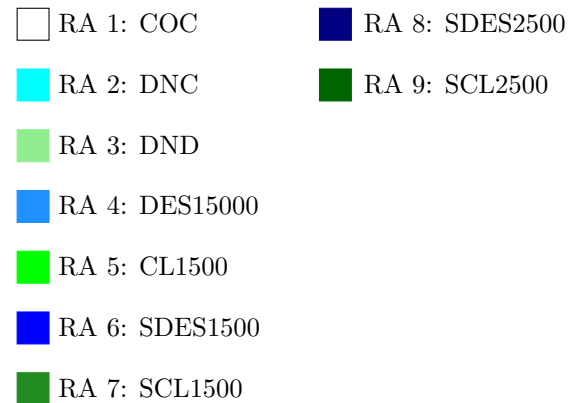 RA 1: COC
RA 2: DNC
RA 3: DND
RA 4: DES15000
RA 5: CL1500
RA 6: SDES1500
RA 7: SCL1500
RA 8: SDES2500
RA 9: SCL2500